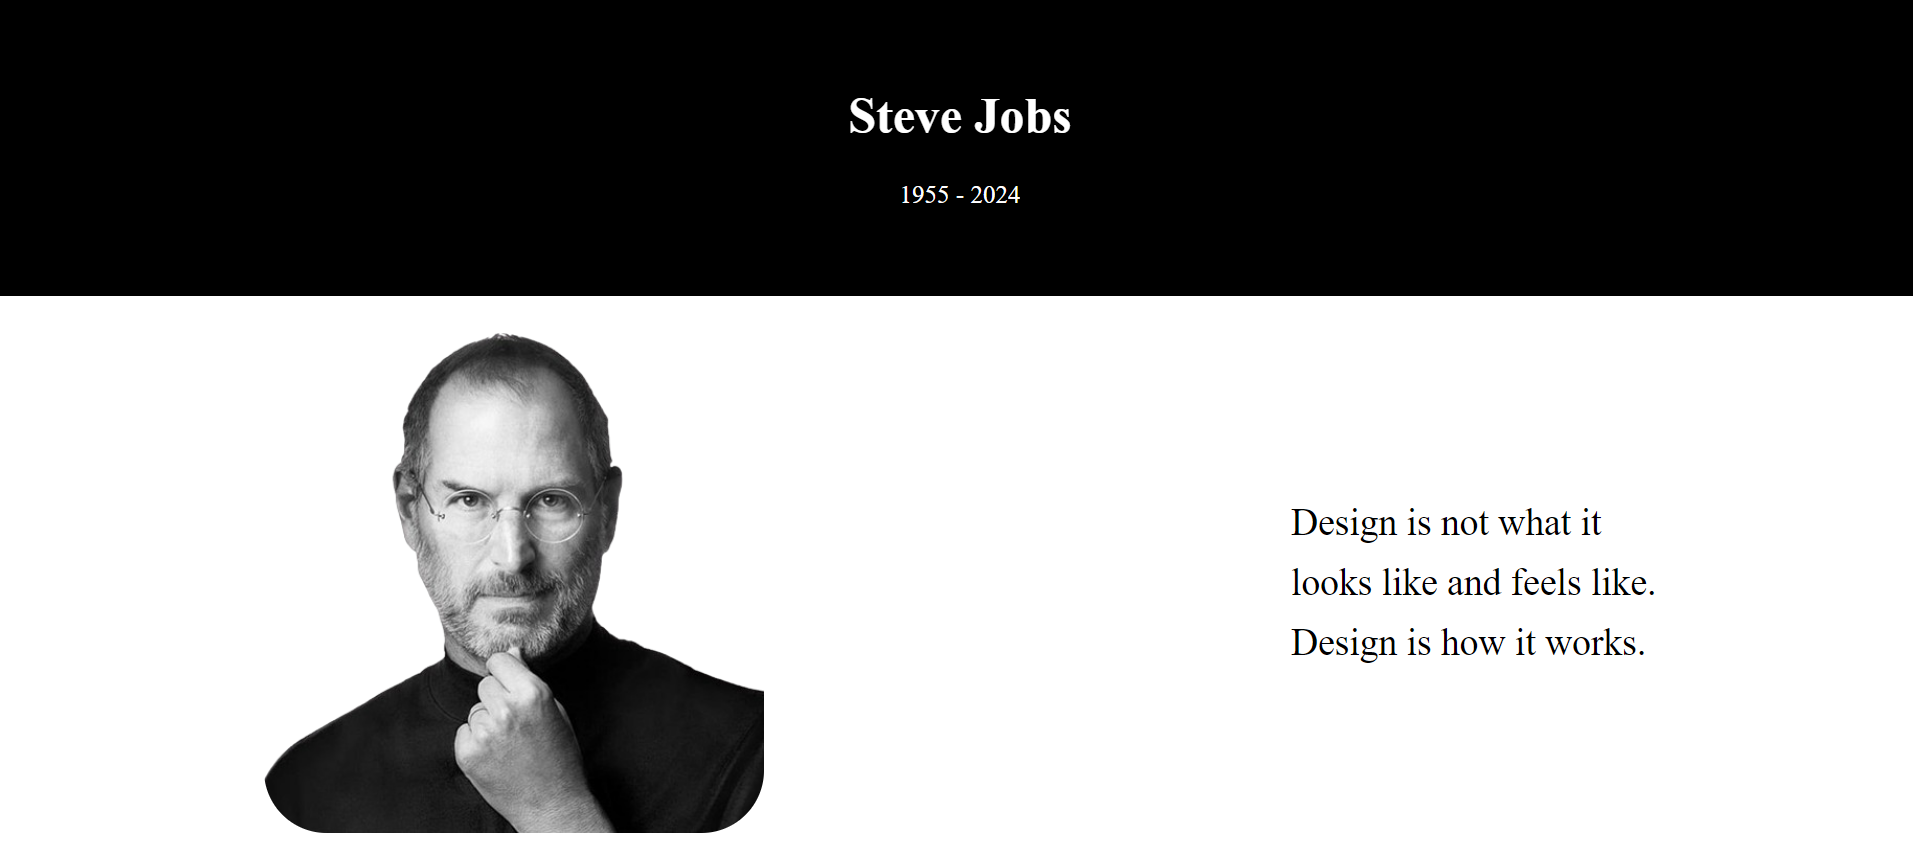 Steve Jobs
1955 - 2024
Design is not what it
looks like and feels like.
Design is how it works.